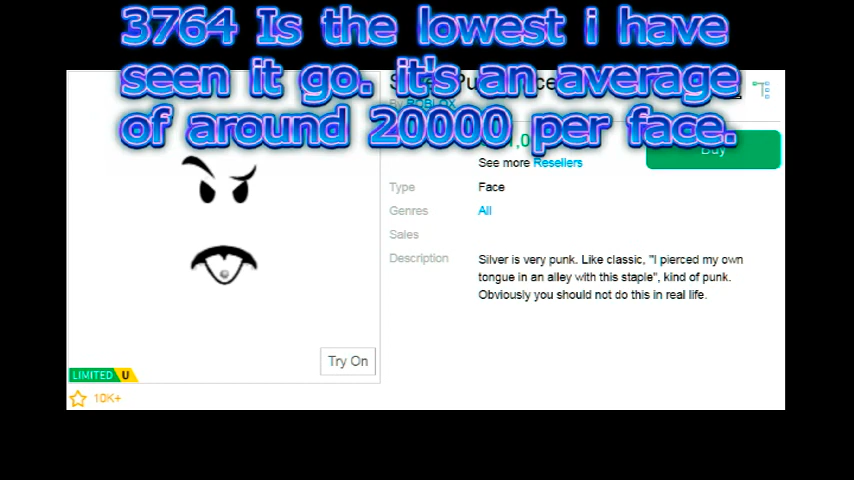 3764 Is the lowest i have
seen it go. it's an average
of around 20000 per face.
By ROBLOX
Buy
See more Resellers
Type Face
Genres All
Sales
Description Silver is very punk. Like classic, "I pierced my own
tongue in an alley with this staple", kind of punk.
Obviously you should not do this in real life.
Try On
LIMITED U
10K+